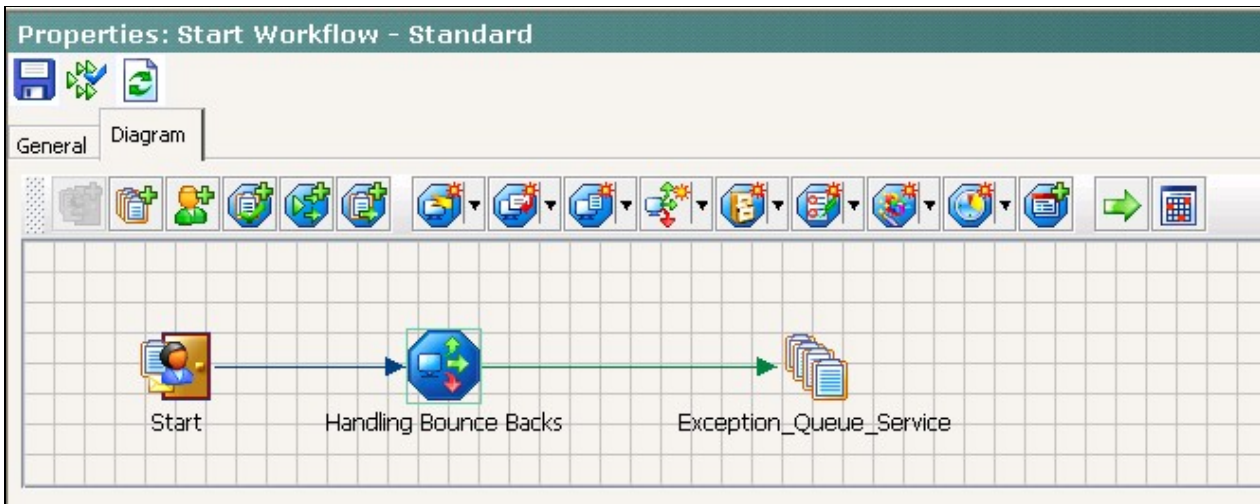 Properties: Start Workflow - Standard
General Diagram
Start Handling Bounce Backs Exception_Queue_Service